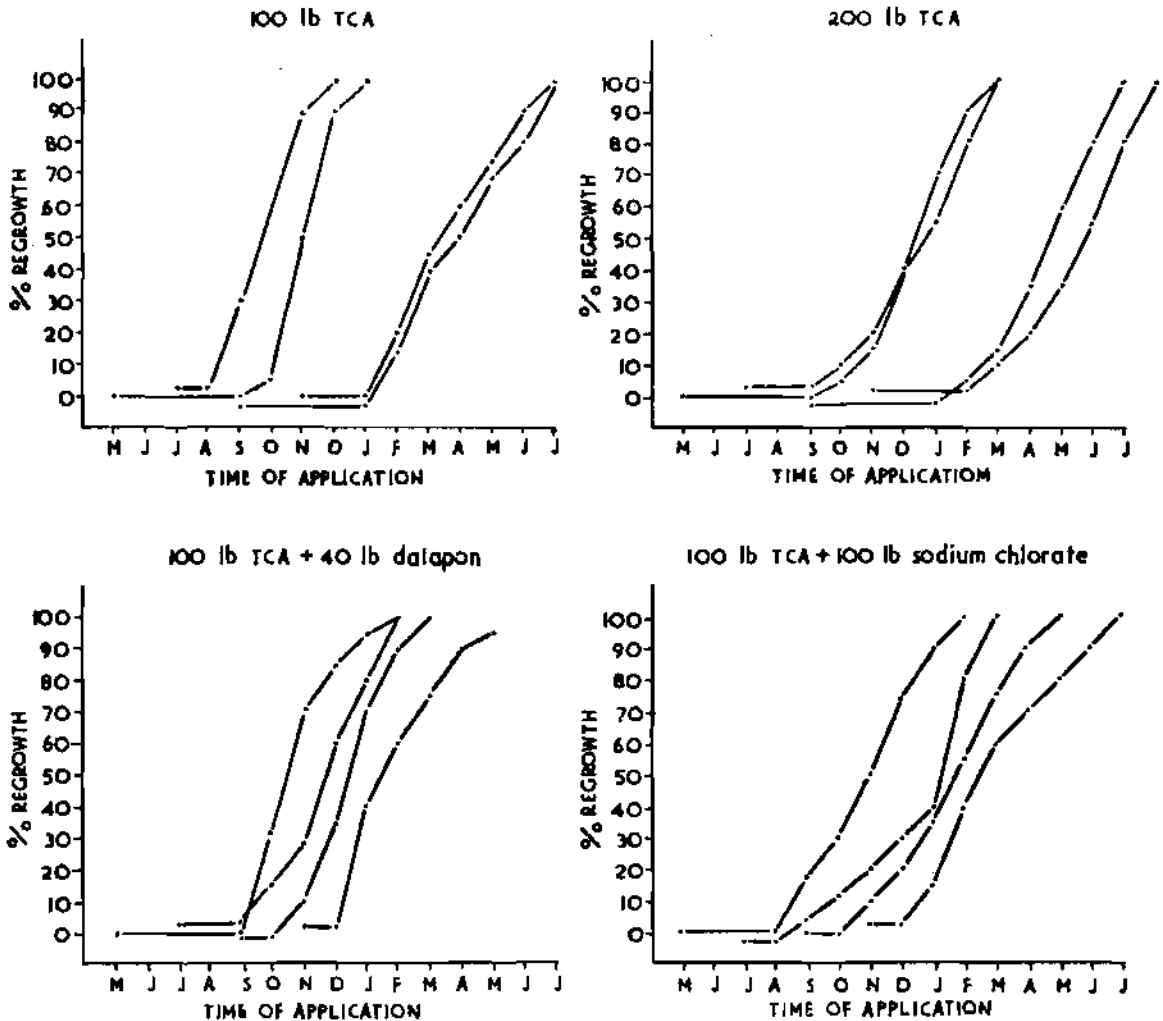 100 lb TCA
100
90
80
70
60
50
40
30
20
10
0
% REGROWTH
M J J A S O N D J F M A M J J
TIME OF APPLICATION
200 lb TCA
100
90
80
70
60
50
40
30
20
10
0
% REGROWTH
M J J A S O N D J F M A M J J
TIME OF APPLICATIOM
100 lb TCA + 40 lb dalapon
100
90
80
70
60
50
40
30
20
10
0
% REGROWTH
M J J A S O N D J F M A M J J
TIME OF APPLICATION
100 lb TCA + 100 lb sodium chlorate
100
90
80
70
60
50
40
30
20
10
0
% REGROWTH
M J J A S O N D J F M A M J J
TIME OF APPLICATION